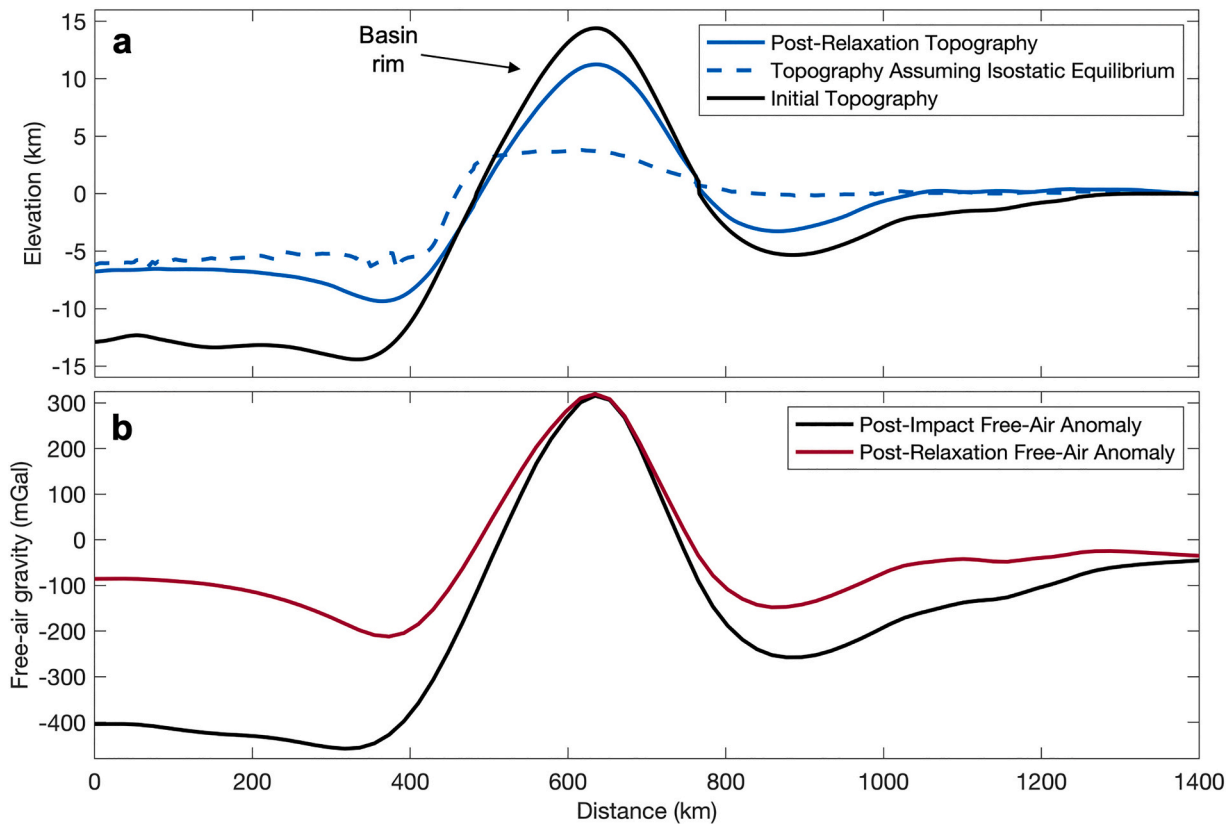 a
Basin
rim
Post-Relaxation Topography
Topography Assuming Isostatic Equilibrium
Initial Topography
Elevation (km)
15
10
5
0
-5
-10
-15
b
Post-Impact Free-Air Anomaly
Post-Relaxation Free-Air Anomaly
Free-air gravity (mGal)
300
200
100
0
-100
-200
-300
-400
0 200 400 600 800 1000 1200 1400
Distance (km)